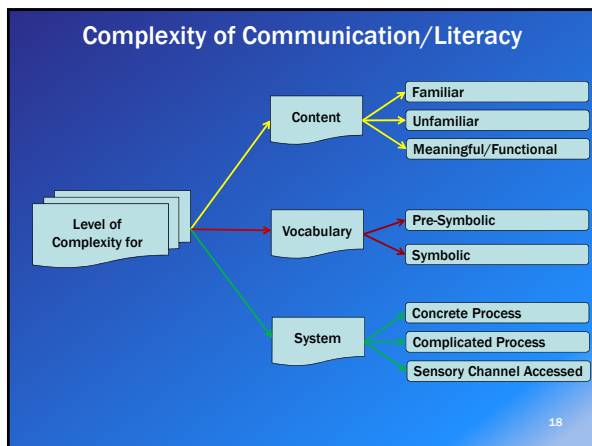 Complexity of Communication/Literacy
Level of
Complexity for
Content
Familiar
Unfamiliar
Meaningful/Functional
Vocabulary
Pre-Symbolic
Symbolic
System
Concrete Process
Complicated Process
Sensory Channel Accessed
18